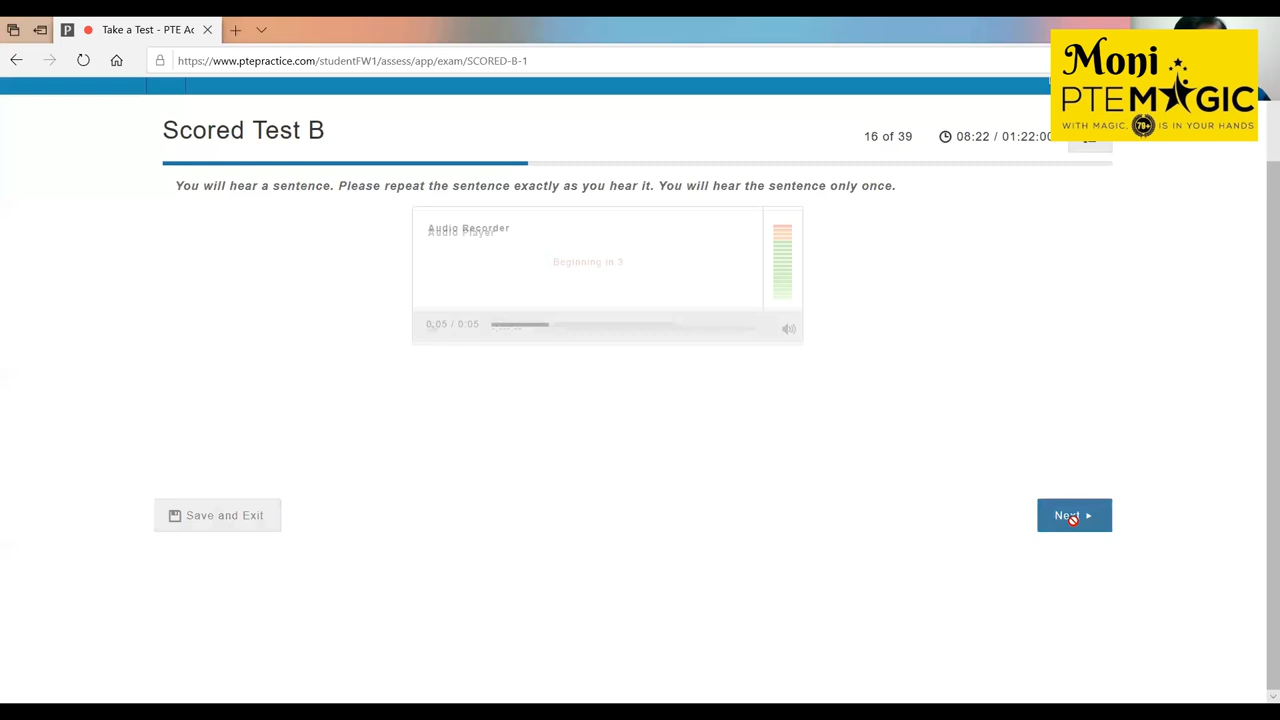 Take a Test - PTE Ac
https://www.ptepractice.com/studentFW1/assess/app/exam/SCORED-B-1
Moni
PTE MAGIC
WITH MAGIC, 79+ IS IN YOUR HANDS
Scored Test B
16 of 39
08:22 / 01:22:00
You will hear a sentence. Please repeat the sentence exactly as you hear it. You will hear the sentence only once.
Audio Recorder
Audio Player
Beginning in 3
0:05 / 0:05
Save and Exit
Next